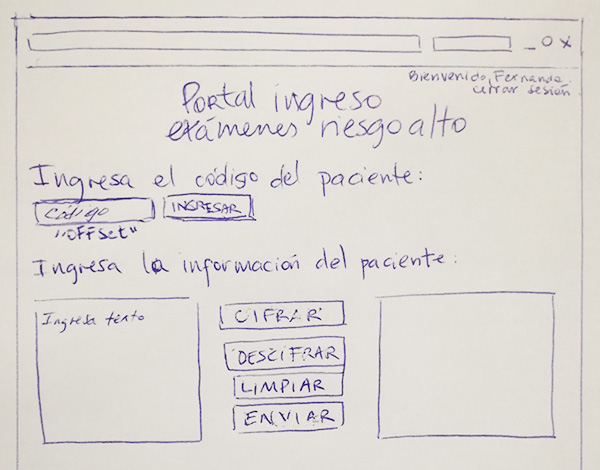 _ O X
Bienvenido, Fernanda.
cerrar sesión
Portal ingreso
exámenes riesgo alto
Ingresa el código del paciente:
Código
INGRESAR
"OFFset"
Ingresa la información del paciente:
Ingresa texto
CIFRAR
DESCIFRAR
LIMPIAR
ENVIAR